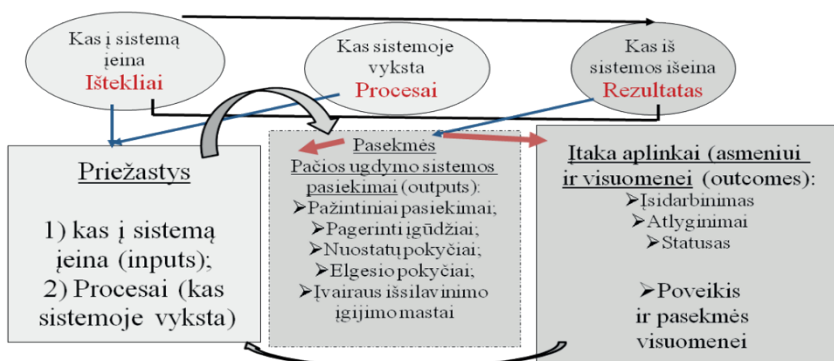 Kas į sistemą
įeina
Ištekliai
Kas sistemoje
vyksta
Procesai
Kas iš
sistemos išeina
Rezultatas
Priežastys
1) kas į sistemą
įeina (inputs);
2) Procesai (kas
sistemoje vyksta)
Pasekmės
Pačios ugdymo sistemos
pasiekimai (outputs):
➢Pažintiniai pasiekimai;
➢Pagerinti įgūdžiai;
➢Nuostatų pokyčiai;
➢Elgesio pokyčiai;
➢Įvairaus išsilavinimo
įgijimo mastai
Įtaka aplinkai (asmeniui
ir visuomenei (outcomes):
➢Įsidarbinimas
➢Atlyginimai
➢Statusas
➢Poveikis
ir pasekmės
visuomenei